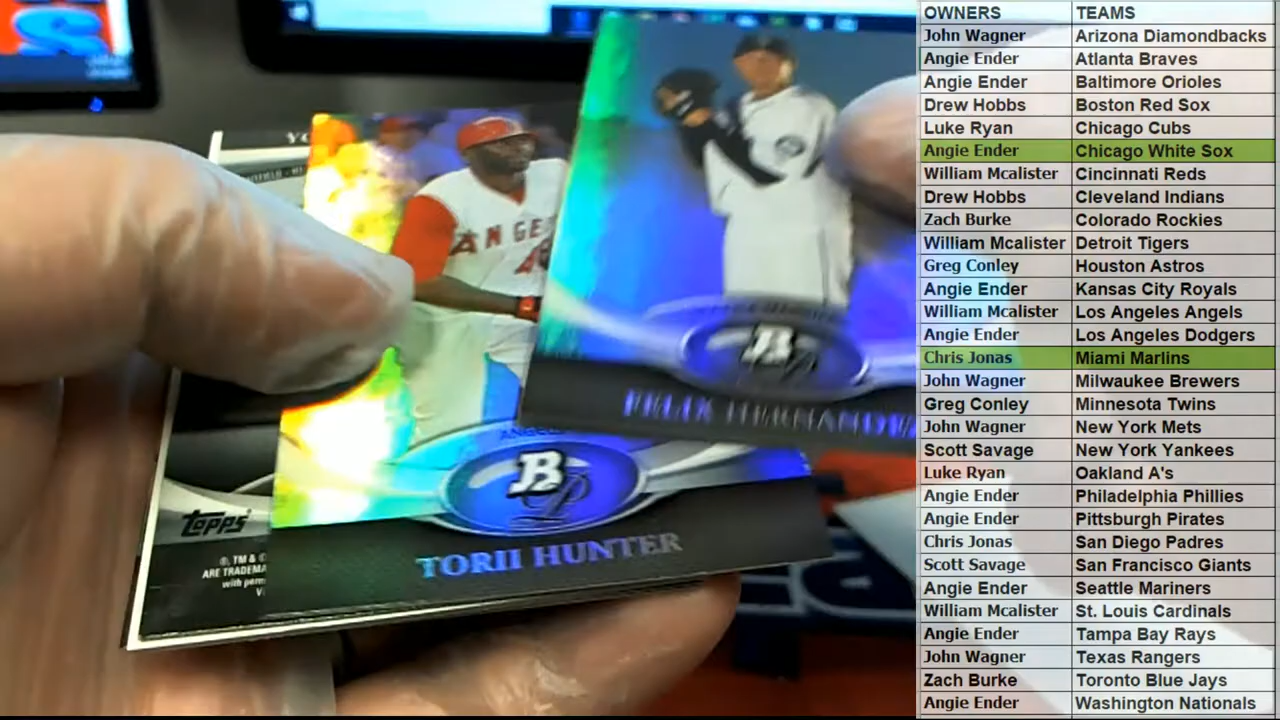 OWNERS TEAMS
John Wagner Arizona Diamondbacks
Angie Ender Atlanta Braves
Angie Ender Baltimore Orioles
Drew Hobbs Boston Red Sox
Luke Ryan Chicago Cubs
Angie Ender Chicago White Sox
William Mcalister Cincinnati Reds
Drew Hobbs Cleveland Indians
Zach Burke Colorado Rockies
William Mcalister Detroit Tigers
Greg Conley Houston Astros
Angie Ender Kansas City Royals
William Mcalister Los Angeles Angels
Angie Ender Los Angeles Dodgers
Chris Jonas Miami Marlins
John Wagner Milwaukee Brewers
Greg Conley Minnesota Twins
John Wagner New York Mets
Scott Savage New York Yankees
Luke Ryan Oakland A's
Angie Ender Philadelphia Phillies
Angie Ender Pittsburgh Pirates
Chris Jonas San Diego Padres
Scott Savage San Francisco Giants
Angie Ender Seattle Mariners
William Mcalister St. Louis Cardinals
Angie Ender Tampa Bay Rays
John Wagner Texas Rangers
Zach Burke Toronto Blue Jays
Angie Ender Washington Nationals
ANGE
B
FELIX HERNANDEZ
ANGELS
B P
TORII HUNTER
topps
®, TM & ©
ARE TRADEMA
with perm